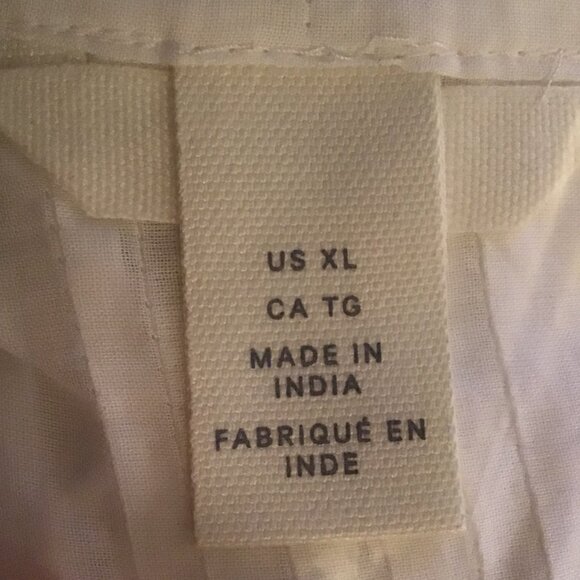 US XL
CA TG
MADE IN
INDIA
FABRIQUÉ EN
INDE